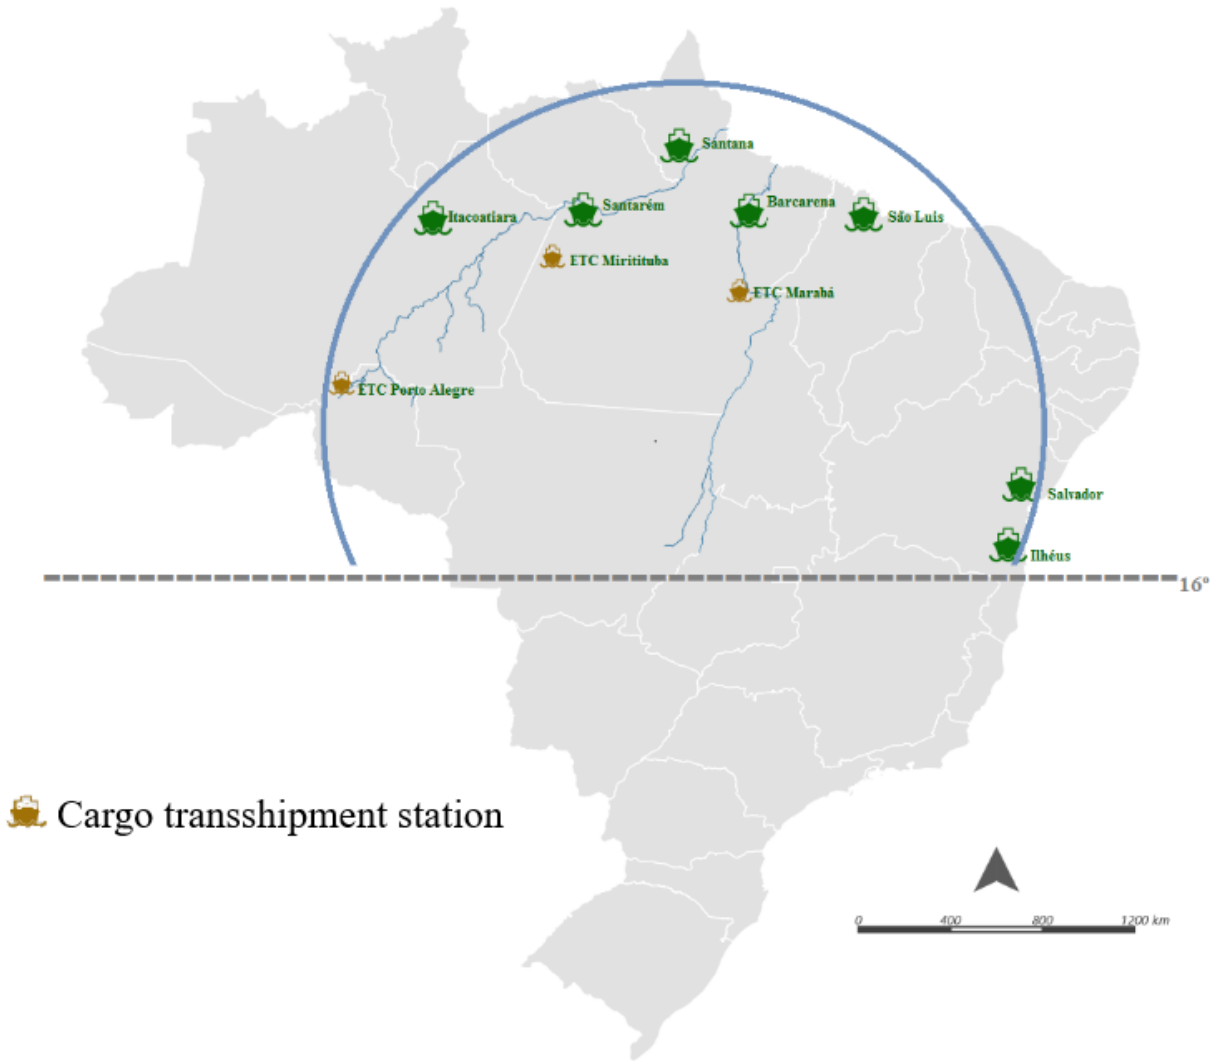 Santana
Santarém
Barcarena
Itacoatiara
São Luis
ETC Miritituba
ETC Marabá
ETC Porto Alegre
Salvador
Ilhéus
16º
Cargo transshipment station
0 400 800 1200 km